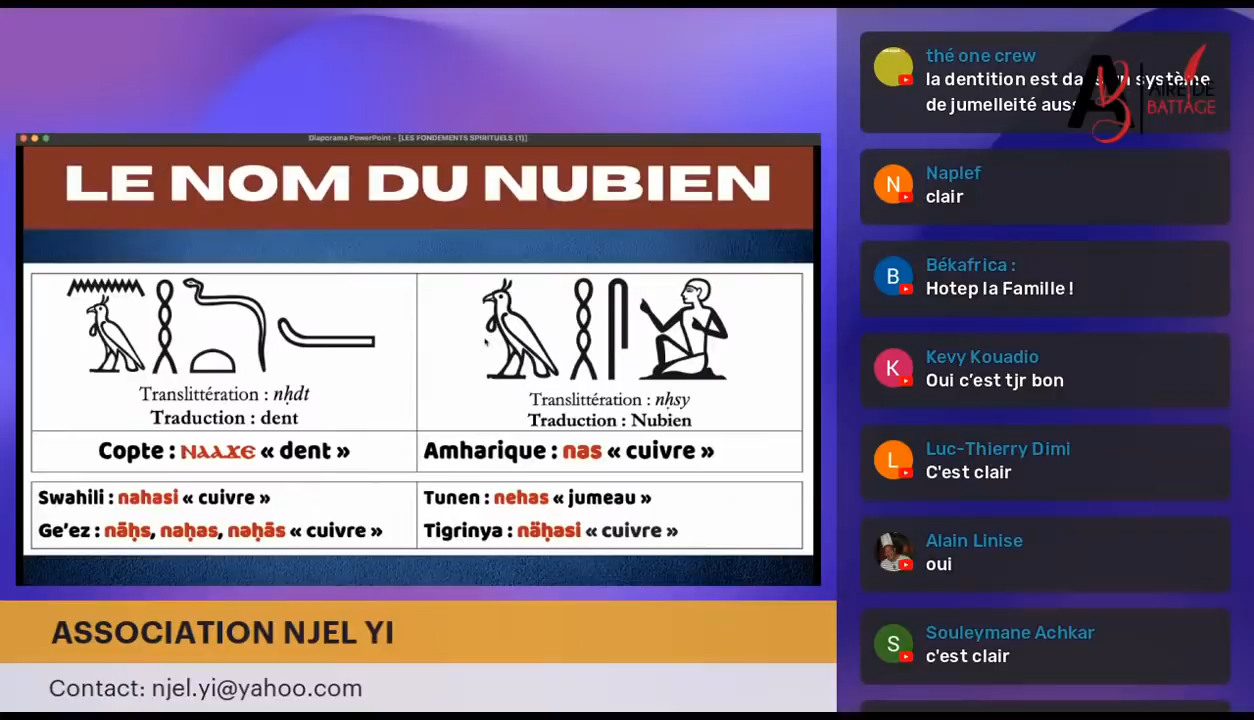 Diaporama PowerPoint - [LES FONDEMENTS SPIRITUELS (1)]
LE NOM DU NUBIEN
Translittération : nḥdt
Traduction : dent
Translittération : nḥsy
Traduction : Nubien
Copte : ⲚⲀⲀϪⲈ « dent »
Amharique : nas « cuivre »
Swahili : nahasi « cuivre »
Ge’ez : nāḥs, naḥas, nəḥās « cuivre »
Tunen : nehas « jumeau »
Tigrinya : näḥasi « cuivre »
ASSOCIATION NJEL YI
Contact: njel.yi@yahoo.com
thé one crew
la dentition est système
de jumelleité
AIRE DE
BATTAGE
N
Naplef
clair
B
Békafrica :
Hotep la Famille !
K
Kevy Kouadio
Oui c’est tjr bon
L
Luc-Thierry Dimi
C'est clair
Alain Linise
oui
S
Souleymane Achkar
c'est clair